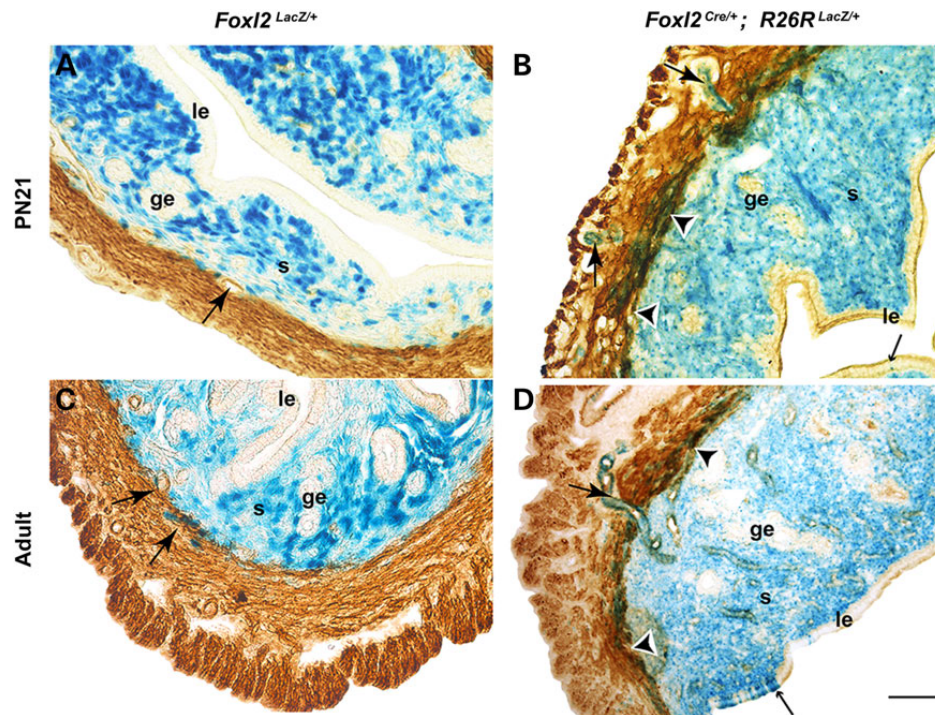 Foxl2 LacZ/+
Foxl2 Cre/+; R26R LacZ/+
PN21
A
le
ge
s
B
ge
s
le
Adult
C
le
s
ge
D
ge
s
le